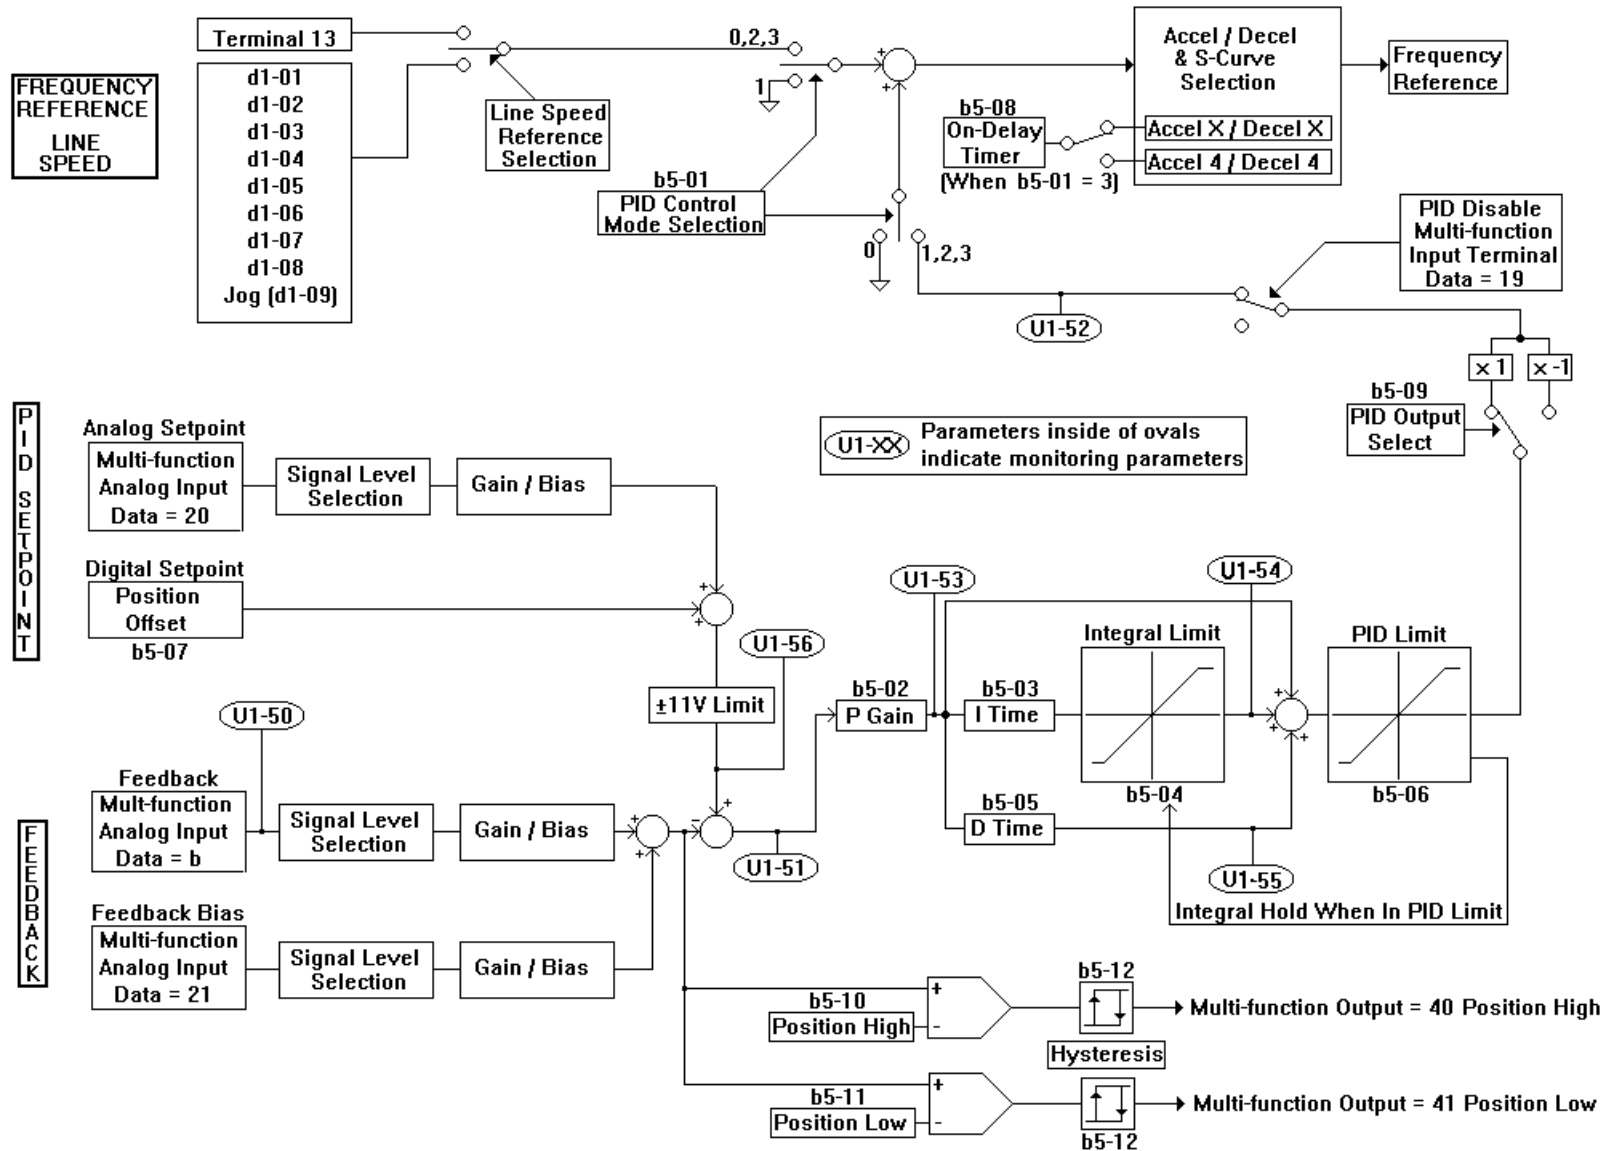 FREQUENCY
REFERENCE
LINE
SPEED
Terminal 13
d1-01
d1-02
d1-03
d1-04
d1-05
d1-06
d1-07
d1-08
Jog (d1-09)
Line Speed
Reference
Selection
0,2,3
1
+
+
b5-01
PID Control
Mode Selection
0
1,2,3
Accel / Decel
& S-Curve
Selection
b5-08
On-Delay
Timer
(When b5-01 = 3)
Accel X / Decel X
Accel 4 / Decel 4
Frequency
Reference
PID Disable
Multi-function
Input Terminal
Data = 19
U1-52
x 1
x -1
b5-09
PID Output
Select
U1-XX
Parameters inside of ovals
indicate monitoring parameters
PID SETPOINT
Analog Setpoint
Multi-function
Analog Input
Data = 20
Signal Level
Selection
Gain / Bias
Digital Setpoint
Position
Offset
b5-07
+
+
U1-56
±11V Limit
U1-53
U1-54
b5-02
P Gain
b5-03
I Time
Integral Limit
b5-04
b5-05
D Time
U1-55
+
+
+
PID Limit
b5-06
Integral Hold When In PID Limit
FEEDBACK
U1-50
Feedback
Mult-function
Analog Input
Data = b
Signal Level
Selection
Gain / Bias
+
+
-
+
U1-51
Feedback Bias
Multi-function
Analog Input
Data = 21
Signal Level
Selection
Gain / Bias
b5-10
Position High
+
-
b5-12
Multi-function Output = 40 Position High
Hysteresis
b5-11
Position Low
+
-
b5-12
Multi-function Output = 41 Position Low